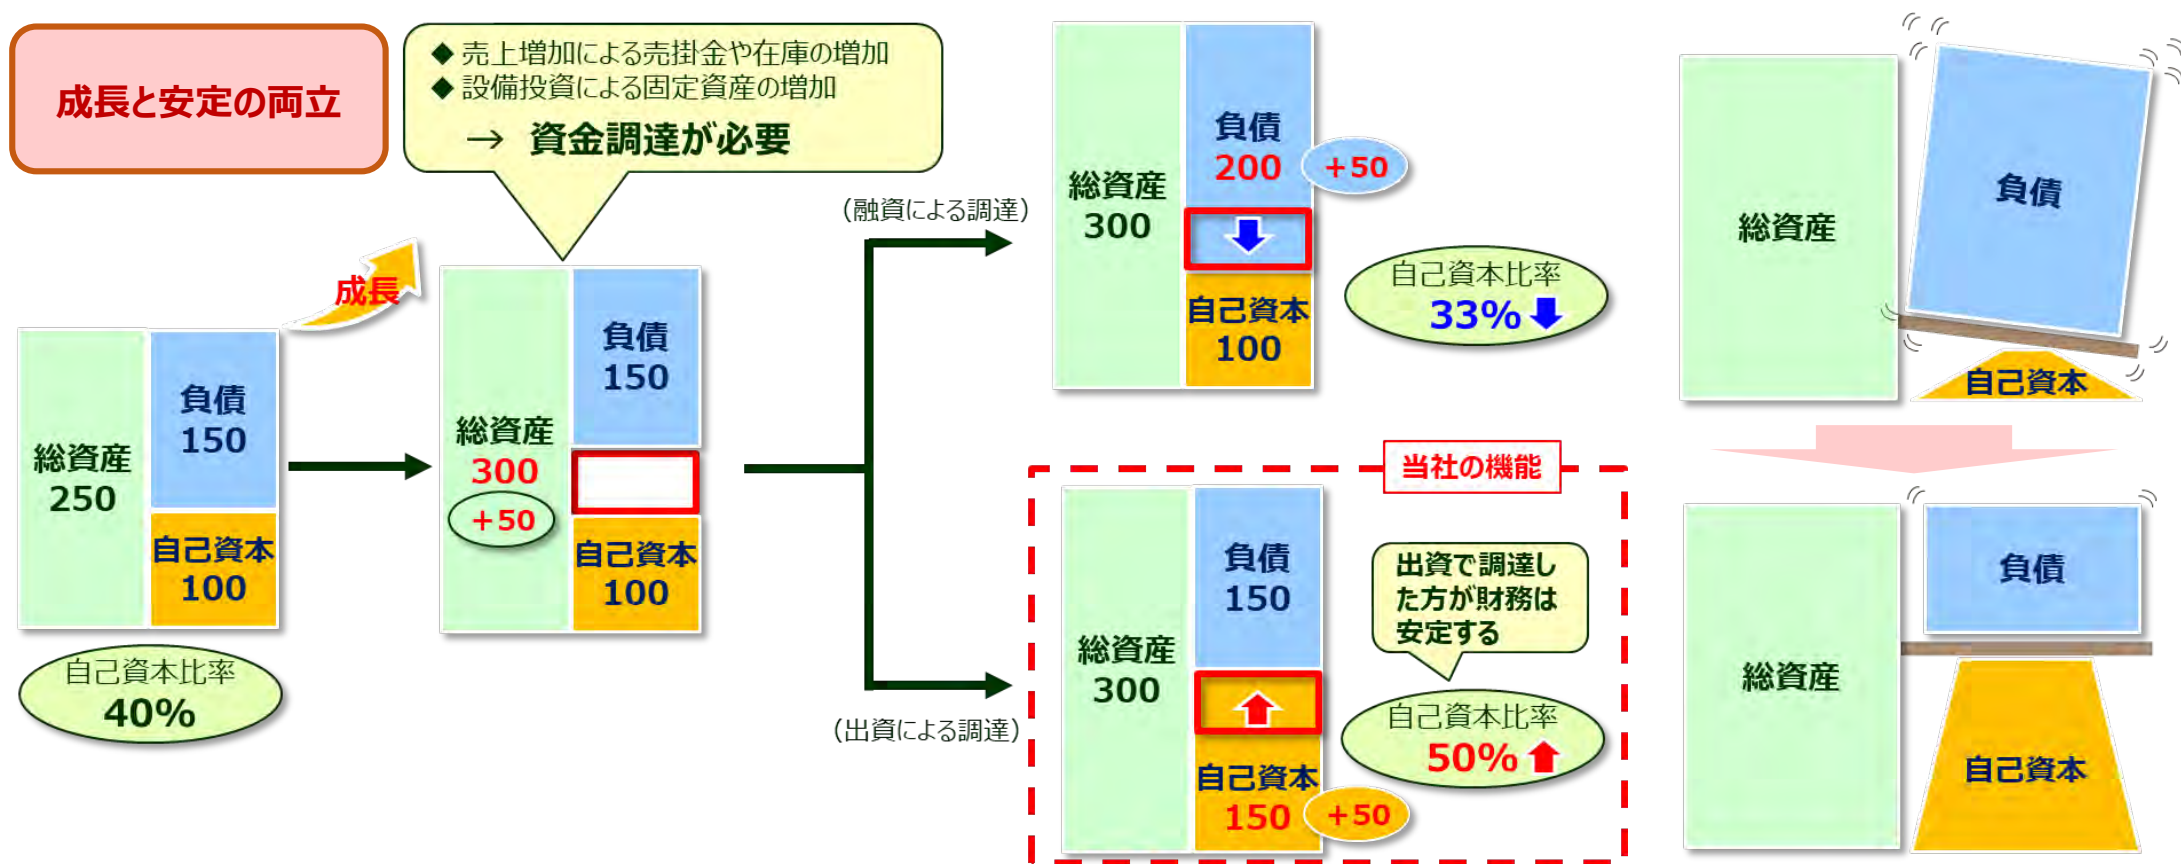 成長と安定の両立
◆ 売上増加による売掛金や在庫の増加
◆ 設備投資による固定資産の増加
→ 資金調達が必要
総資産
250
負債
150
自己資本
100
自己資本比率
40%
成長
総資産
300
+50
負債
150
自己資本
100
（融資による調達）
総資産
300
負債
200
+50
自己資本
100
自己資本比率
33%
（出資による調達）
当社の機能
総資産
300
負債
150
自己資本
150
+50
出資で調達し
た方が財務は
安定する
自己資本比率
50%
総資産
負債
自己資本
総資産
負債
自己資本